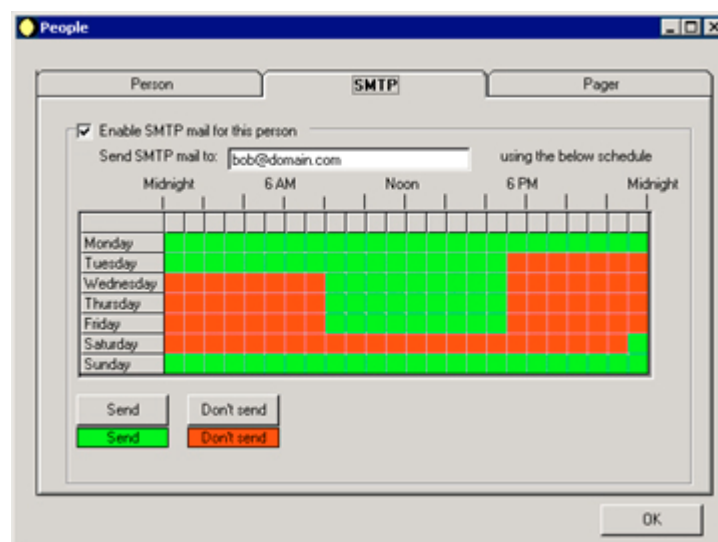 People
Person SMTP Pager
Enable SMTP mail for this person
Send SMTP mail to: bob@domain.com using the below schedule
Midnight 6 AM Noon 6 PM Midnight
Monday
Tuesday
Wednesday
Thursday
Friday
Saturday
Sunday
Send Don't send
Send Don't send
OK